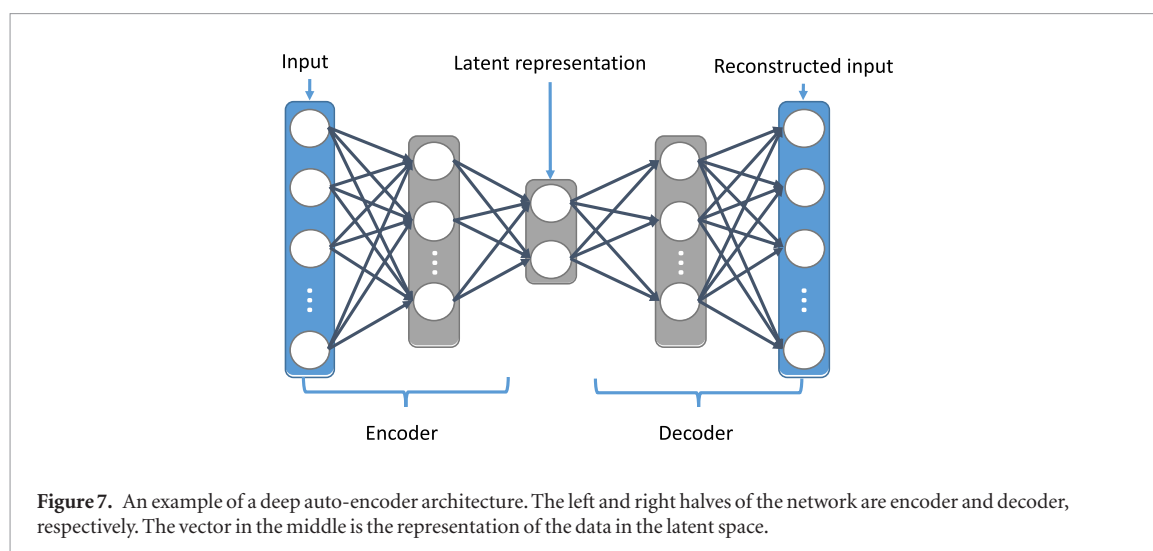 Input
Latent representation
Reconstructed input
Encoder
Decoder
Figure 7. An example of a deep auto-encoder architecture. The left and right halves of the network are encoder and decoder,
respectively. The vector in the middle is the representation of the data in the latent space.